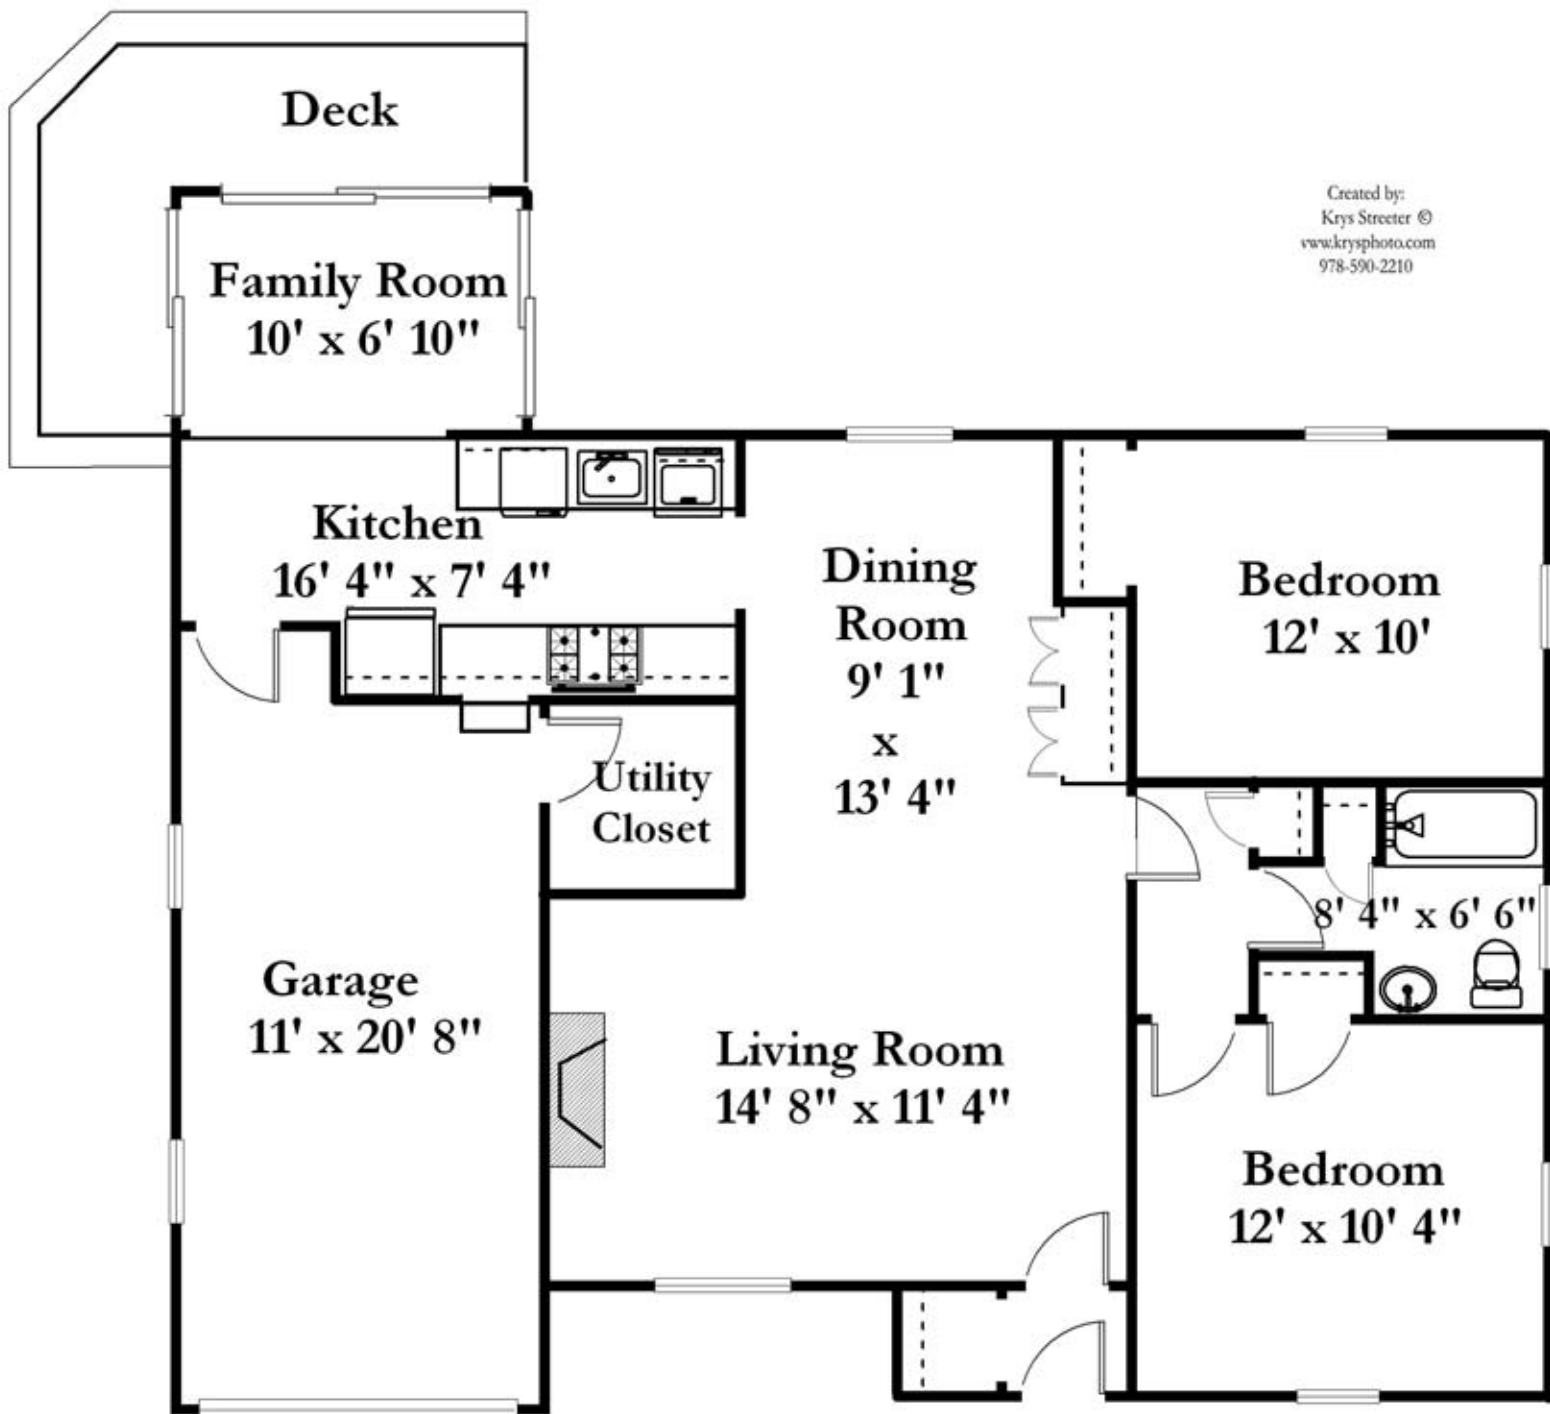 Deck
Created by:
Krys Streeter ©
www.krysphoto.com
978-590-2210
Family Room
10' x 6' 10"
Kitchen
16' 4" x 7' 4"
Dining
Room
9' 1"
x
13' 4"
Bedroom
12' x 10'
Utility
Closet
8' 4" x 6' 6"
Garage
11' x 20' 8"
Living Room
14' 8" x 11' 4"
Bedroom
12' x 10' 4"